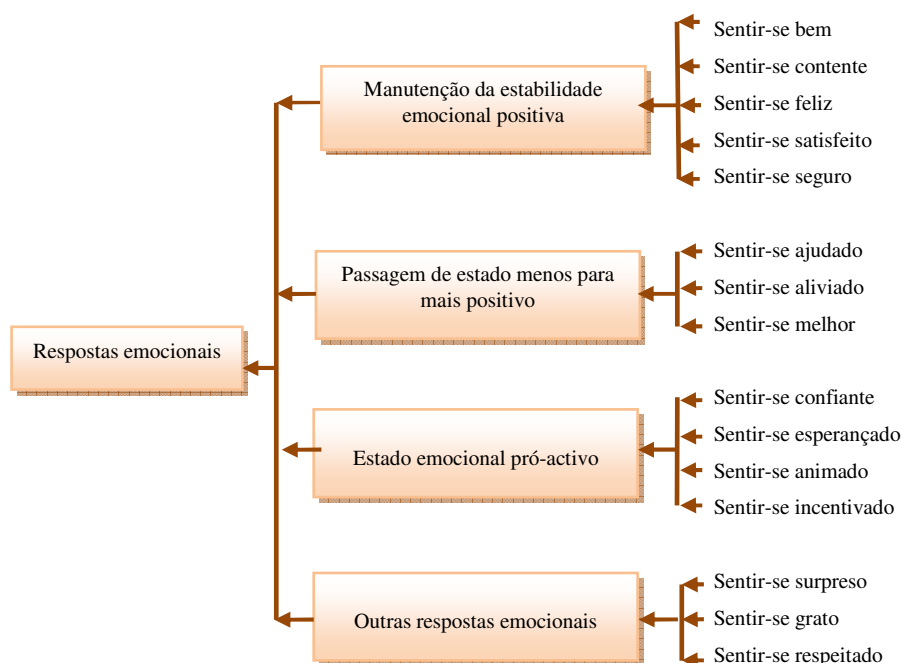 Respostas emocionais
Manutenção da estabilidade
emocional positiva
Sentir-se bem
Sentir-se contente
Sentir-se feliz
Sentir-se satisfeito
Sentir-se seguro
Passagem de estado menos para
mais positivo
Sentir-se ajudado
Sentir-se aliviado
Sentir-se melhor
Estado emocional pró-activo
Sentir-se confiante
Sentir-se esperançado
Sentir-se animado
Sentir-se incentivado
Outras respostas emocionais
Sentir-se surpreso
Sentir-se grato
Sentir-se respeitado